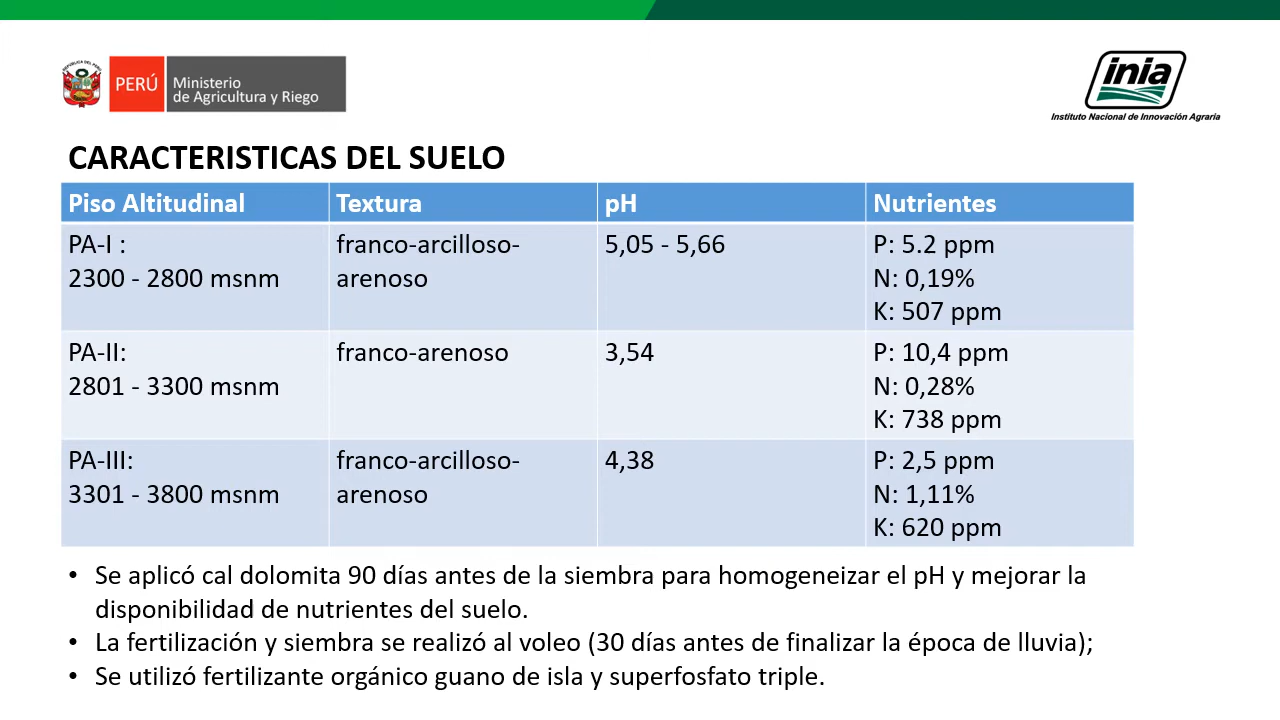 REPÚBLICA DEL PERÚ
PERÚ
Ministerio
de Agricultura y Riego
inia
Instituto Nacional de Innovación Agraria
CARACTERISTICAS DEL SUELO
Piso Altitudinal Textura pH Nutrientes
PA-I : franco-arcilloso- 5,05 - 5,66 P: 5.2 ppm
2300 - 2800 msnm arenoso N: 0,19%
K: 507 ppm
PA-II: franco-arenoso 3,54 P: 10,4 ppm
2801 - 3300 msnm N: 0,28%
K: 738 ppm
PA-III: franco-arcilloso- 4,38 P: 2,5 ppm
3301 - 3800 msnm arenoso N: 1,11%
K: 620 ppm
• Se aplicó cal dolomita 90 días antes de la siembra para homogeneizar el pH y mejorar la
disponibilidad de nutrientes del suelo.
• La fertilización y siembra se realizó al voleo (30 días antes de finalizar la época de lluvia);
• Se utilizó fertilizante orgánico guano de isla y superfosfato triple.